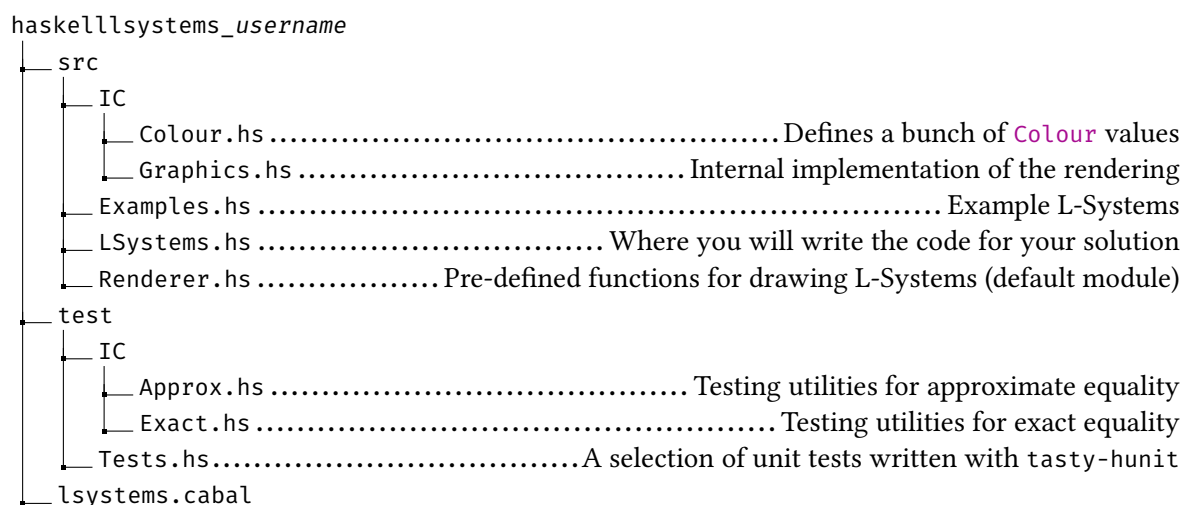 haskelllsystems_username
src
IC
Colour.hs ........................................................ Defines a bunch of Colour values
Graphics.hs ........................................... Internal implementation of the rendering
Examples.hs ........................................................................... Example L-Systems
LSystems.hs .................................... Where you will write the code for your solution
Renderer.hs .................. Pre-defined functions for drawing L-Systems (default module)
test
IC
Approx.hs .............................................. Testing utilities for approximate equality
Exact.hs ......................................................... Testing utilities for exact equality
Tests.hs ........................................ A selection of unit tests written with tasty-hunit
lsystems.cabal